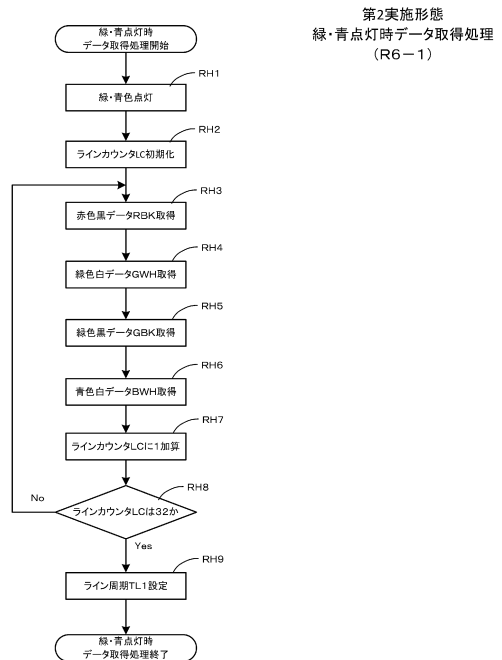 第2実施形態
緑・青点灯時データ取得処理
(R6-1)
緑・青点灯時
データ取得処理開始
RH1
緑・青色点灯
RH2
ラインカウンタLC初期化
RH3
赤色黒データRBK取得
RH4
緑色白データGWH取得
RH5
緑色黒データGBK取得
RH6
青色白データBWH取得
RH7
ラインカウンタLCに1加算
RH8
No
ラインカウンタLCは32か
Yes
RH9
ライン周期TL1設定
緑・青点灯時
データ取得処理終了